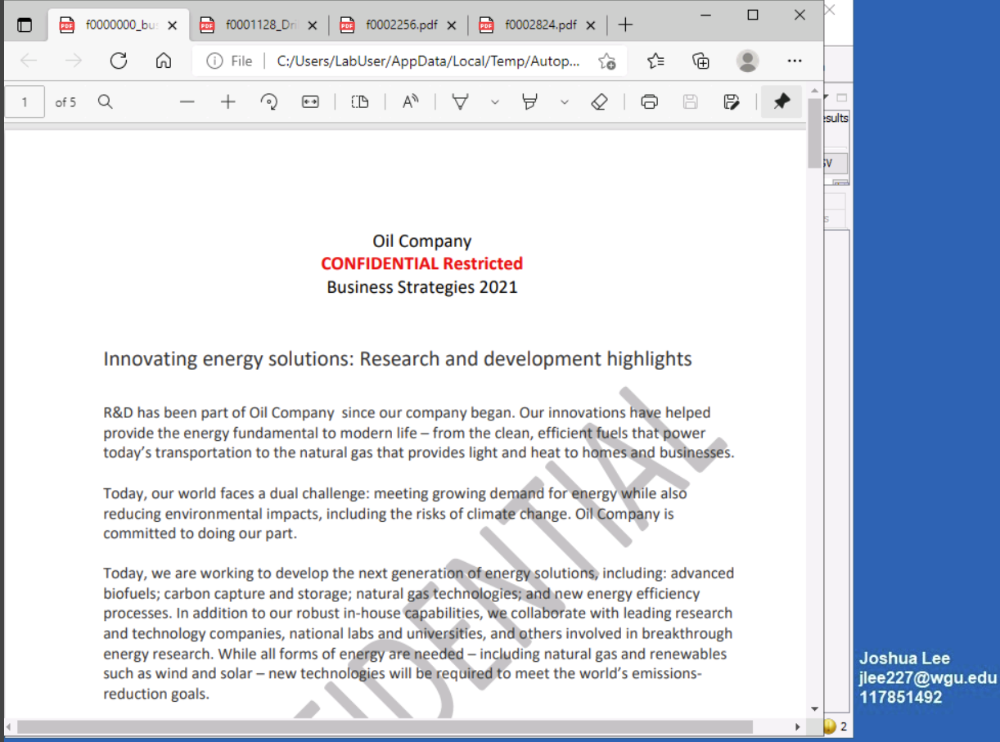 f0000000_bus
f0001128_Dri
f0002256.pdf
f0002824.pdf
File
C:/Users/LabUser/AppData/Local/Temp/Autop...
1
of 5
Oil Company
CONFIDENTIAL Restricted
Business Strategies 2021
Innovating energy solutions: Research and development highlights
R&D has been part of Oil Company since our company began. Our innovations have helped
provide the energy fundamental to modern life – from the clean, efficient fuels that power
today’s transportation to the natural gas that provides light and heat to homes and businesses.
Today, our world faces a dual challenge: meeting growing demand for energy while also
reducing environmental impacts, including the risks of climate change. Oil Company is
committed to doing our part.
Today, we are working to develop the next generation of energy solutions, including: advanced
biofuels; carbon capture and storage; natural gas technologies; and new energy efficiency
processes. In addition to our robust in-house capabilities, we collaborate with leading research
and technology companies, national labs and universities, and others involved in breakthrough
energy research. While all forms of energy are needed – including natural gas and renewables
such as wind and solar – new technologies will be required to meet the world’s emissions-
reduction goals.
FIDENTIAL
esults
SV
s
2
Joshua Lee
jlee227@wgu.edu
117851492